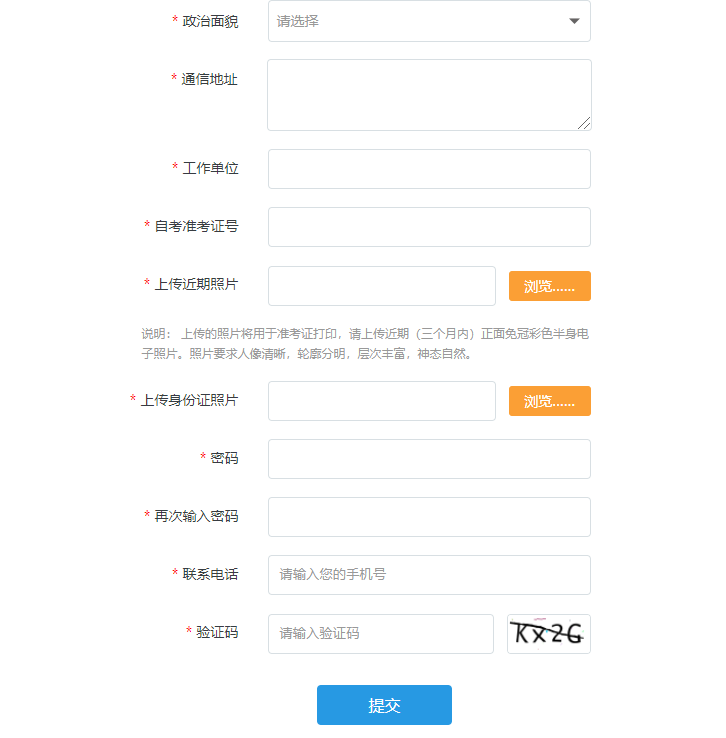 * 政治面貌 请选择
* 通信地址
* 工作单位
* 自考准考证号
* 上传近期照片 浏览......
说明： 上传的照片将用于准考证打印，请上传近期（三个月内）正面免冠彩色半身电
子照片。照片要求人像清晰，轮廓分明，层次丰富，神态自然。
* 上传身份证照片 浏览......
* 密码
* 再次输入密码
* 联系电话 请输入您的手机号
* 验证码 请输入验证码 Kx2G
提交